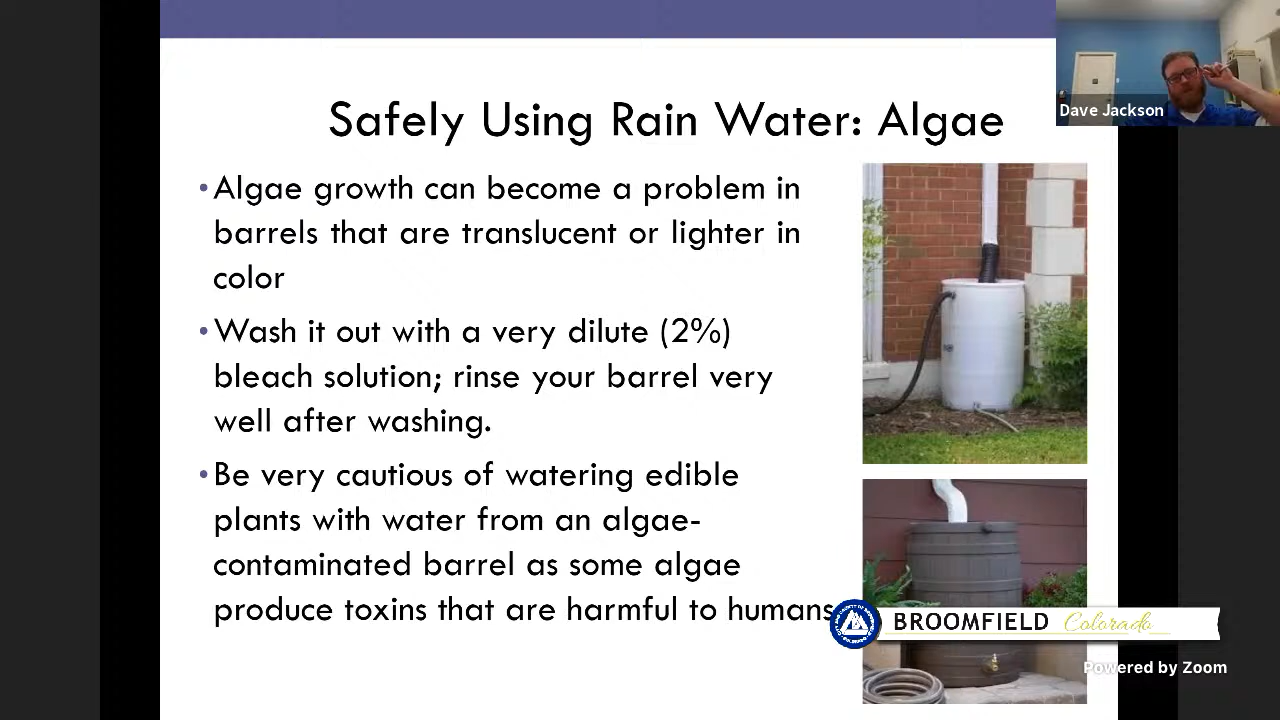 Safely Using Rain Water: Algae
Dave Jackson
• Algae growth can become a problem in
barrels that are translucent or lighter in
color
• Wash it out with a very dilute (2%)
bleach solution; rinse your barrel very
well after washing.
• Be very cautious of watering edible
plants with water from an algae-
contaminated barrel as some algae
produce toxins that are harmful to humans
BROOMFIELD Colorado
Powered by Zoom